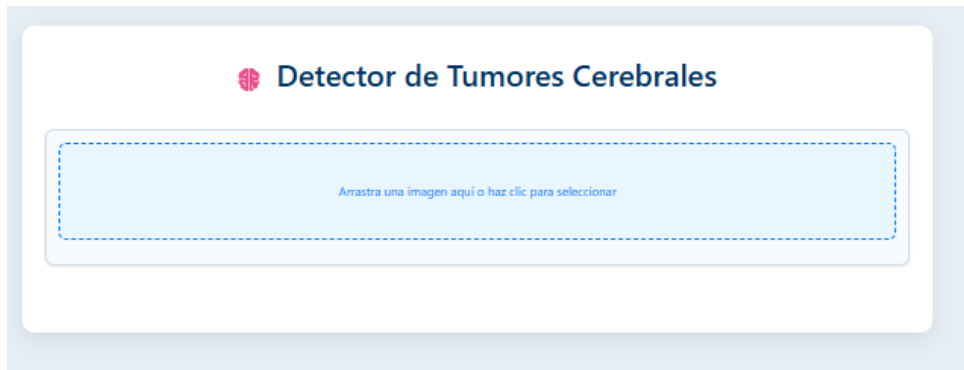 Detector de Tumores Cerebrales
Arrastra una imagen aquí o haz clic para seleccionar